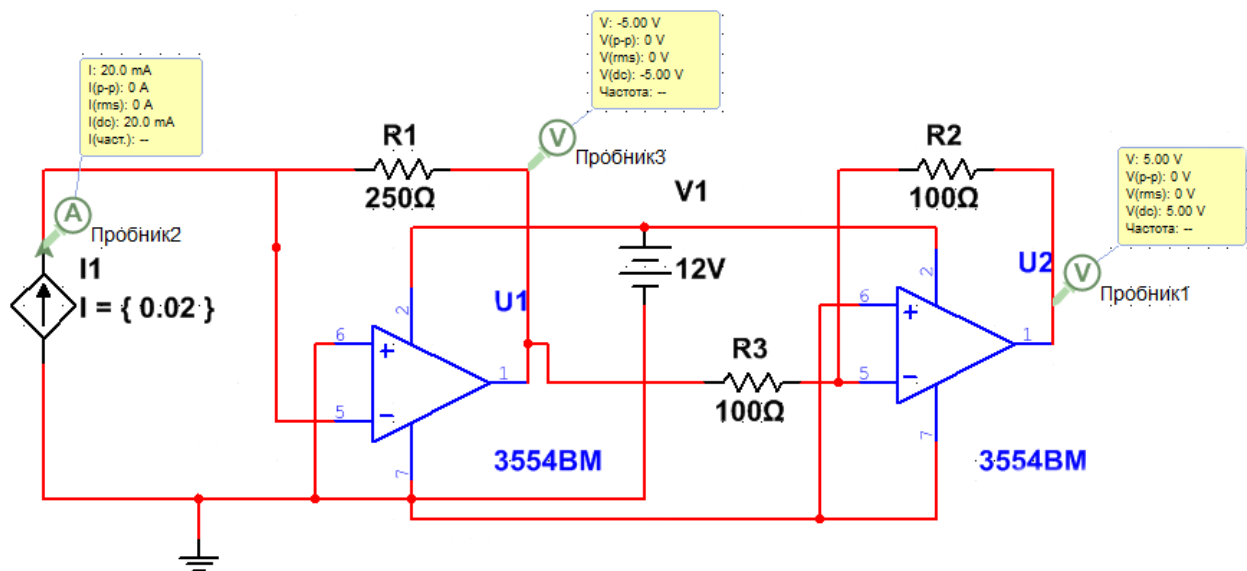 I: 20.0 mA
I(p-p): 0 A
I(rms): 0 A
I(dc): 20.0 mA
I(част.): --
V: -5.00 V
V(p-p): 0 V
V(rms): 0 V
V(dc): -5.00 V
Частота: --
V: 5.00 V
V(p-p): 0 V
V(rms): 0 V
V(dc): 5.00 V
Частота: --
A
Пробник2
V
Пробник3
V
Пробник1
R1
250Ω
R2
100Ω
V1
12V
I1
I = { 0.02 }
U1
2
6
+
5
−
1
7
3554BM
R3
100Ω
U2
2
6
+
5
−
1
7
3554BM